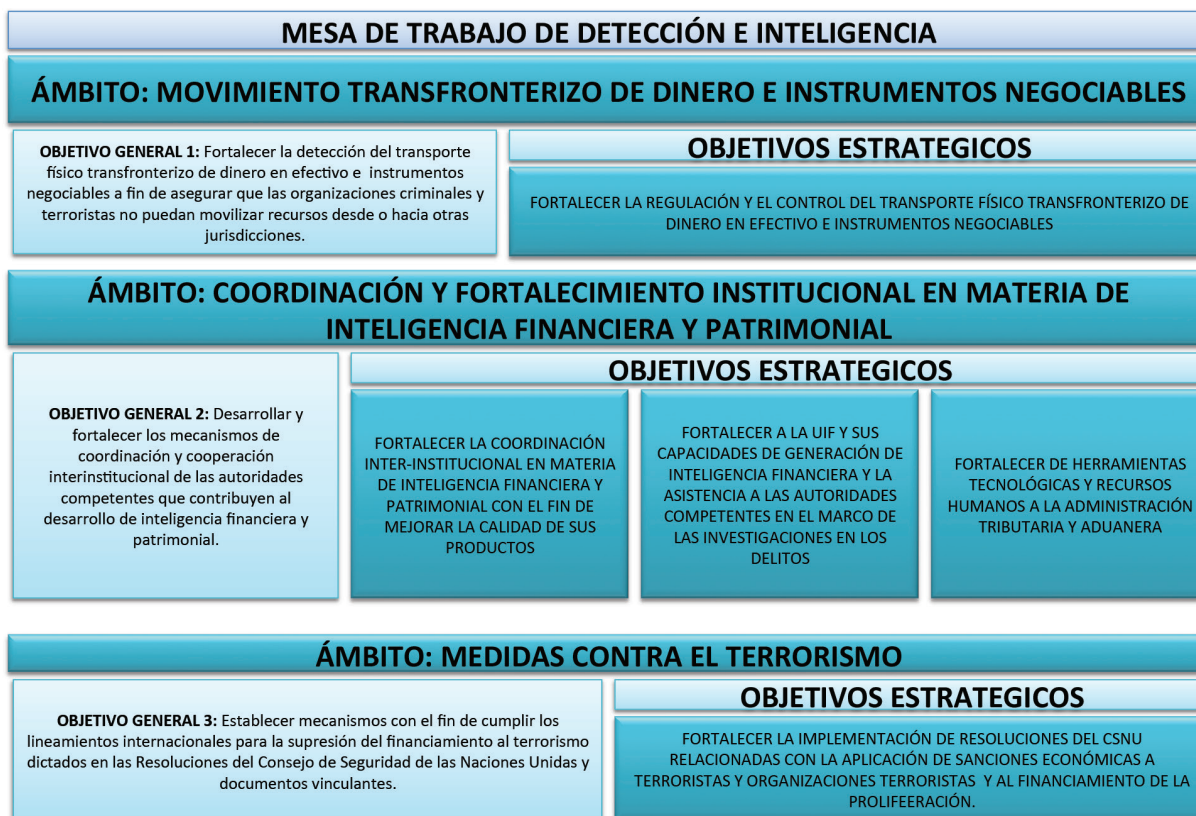 MESA DE TRABAJO DE DETECCIÓN E INTELIGENCIA
ÁMBITO: MOVIMIENTO TRANSFRONTERIZO DE DINERO E INSTRUMENTOS NEGOCIABLES
OBJETIVO GENERAL 1: Fortalecer la detección del transporte
físico transfronterizo de dinero en efectivo e instrumentos
negociables a fin de asegurar que las organizaciones criminales y
terroristas no puedan movilizar recursos desde o hacia otras
jurisdicciones.
OBJETIVOS ESTRATEGICOS
FORTALECER LA REGULACIÓN Y EL CONTROL DEL TRANSPORTE FÍSICO TRANSFRONTERIZO DE
DINERO EN EFECTIVO E INSTRUMENTOS NEGOCIABLES
ÁMBITO: COORDINACIÓN Y FORTALECIMIENTO INSTITUCIONAL EN MATERIA DE
INTELIGENCIA FINANCIERA Y PATRIMONIAL
OBJETIVO GENERAL 2: Desarrollar y
fortalecer los mecanismos de
coordinación y cooperación
interinstitucional de las autoridades
competentes que contribuyen al
desarrollo de inteligencia financiera y
patrimonial.
OBJETIVOS ESTRATEGICOS
FORTALECER LA COORDINACIÓN
INTER-INSTITUCIONAL EN MATERIA
DE INTELIGENCIA FINANCIERA Y
PATRIMONIAL CON EL FIN DE
MEJORAR LA CALIDAD DE SUS
PRODUCTOS
FORTALECER A LA UIF Y SUS
CAPACIDADES DE GENERACIÓN DE
INTELIGENCIA FINANCIERA Y LA
ASISTENCIA A LAS AUTORIDADES
COMPETENTES EN EL MARCO DE
LAS INVESTIGACIONES EN LOS
DELITOS
FORTALECER DE HERRAMIENTAS
TECNOLÓGICAS Y RECURSOS
HUMANOS A LA ADMINISTRACIÓN
TRIBUTARIA Y ADUANERA
ÁMBITO: MEDIDAS CONTRA EL TERRORISMO
OBJETIVO GENERAL 3: Establecer mecanismos con el fin de cumplir los
lineamientos internacionales para la supresión del financiamiento al terrorismo
dictados en las Resoluciones del Consejo de Seguridad de las Naciones Unidas y
documentos vinculantes.
OBJETIVOS ESTRATEGICOS
FORTALECER LA IMPLEMENTACIÓN DE RESOLUCIONES DEL CSNU
RELACIONADAS CON LA APLICACIÓN DE SANCIONES ECONÓMICAS A
TERRORISTAS Y ORGANIZACIONES TERRORISTAS Y AL FINANCIAMIENTO DE LA
PROLIFEERACIÓN.